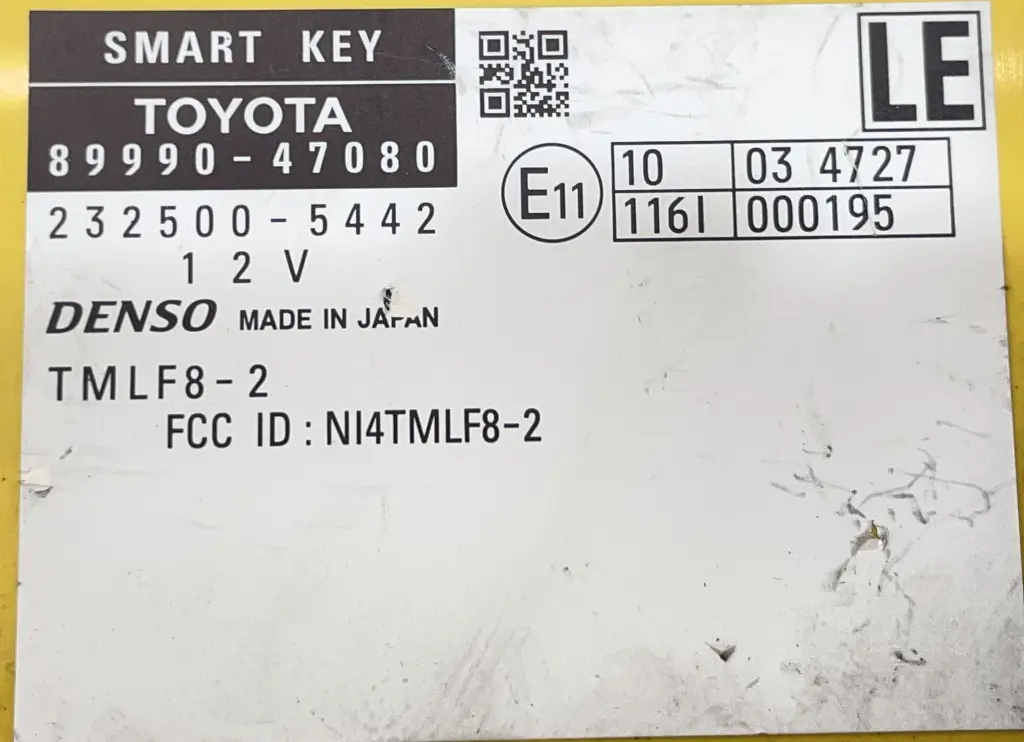 SMART KEY
TOYOTA
89990-47080
232500-5442
12V
DENSO MADE IN JAPAN
TMLF8-2
FCC ID : NI4TMLF8-2
LE
E11
10 03 4727
116I 000195